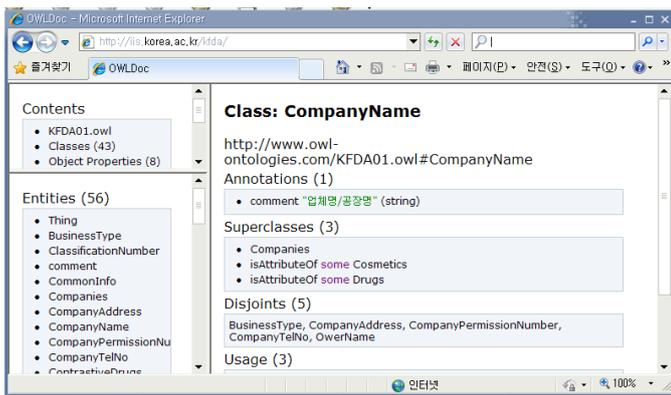 OWLDoc - Microsoft Internet Explorer
http://iis.korea.ac.kr/kfda/
즐겨찾기 OWLDoc 페이지(P) 안전(S) 도구(O) »
Contents
KFDA01.owl
Classes (43)
Object Properties (8)
Entities (56)
Thing
BusinessType
ClassificationNumber
comment
CommonInfo
Companies
CompanyAddress
CompanyName
CompanyPermissionNu
CompanyTelNo
ContrastiveDrugs
Class: CompanyName
http://www.owl-
ontologies.com/KFDA01.owl#CompanyName
Annotations (1)
comment "업체명/공장명" (string)
Superclasses (3)
Companies
isAttributeOf some Cosmetics
isAttributeOf some Drugs
Disjoints (5)
BusinessType, CompanyAddress, CompanyPermissionNumber,
CompanyTelNo, OwerName
Usage (3)
인터넷 100%